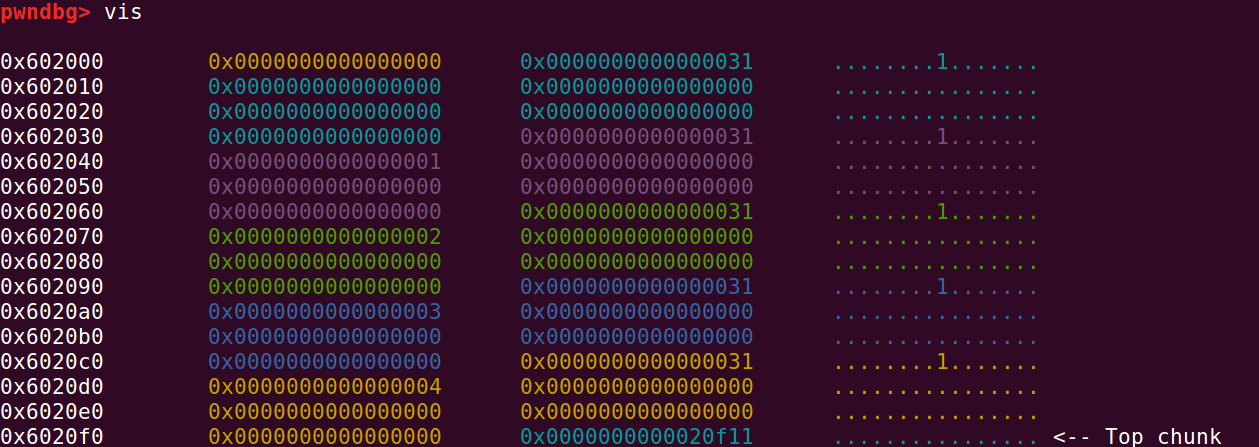 pwndbg> vis
0x602000 0x0000000000000000 0x0000000000000031 ........1.......
0x602010 0x0000000000000000 0x0000000000000000 ................
0x602020 0x0000000000000000 0x0000000000000000 ................
0x602030 0x0000000000000000 0x0000000000000031 ........1.......
0x602040 0x0000000000000001 0x0000000000000000 ................
0x602050 0x0000000000000000 0x0000000000000000 ................
0x602060 0x0000000000000000 0x0000000000000031 ........1.......
0x602070 0x0000000000000002 0x0000000000000000 ................
0x602080 0x0000000000000000 0x0000000000000000 ................
0x602090 0x0000000000000000 0x0000000000000031 ........1.......
0x6020a0 0x0000000000000003 0x0000000000000000 ................
0x6020b0 0x0000000000000000 0x0000000000000000 ................
0x6020c0 0x0000000000000000 0x0000000000000031 ........1.......
0x6020d0 0x0000000000000004 0x0000000000000000 ................
0x6020e0 0x0000000000000000 0x0000000000000000 ................
0x6020f0 0x0000000000000000 0x0000000000020f11 ................ <-- Top chunk